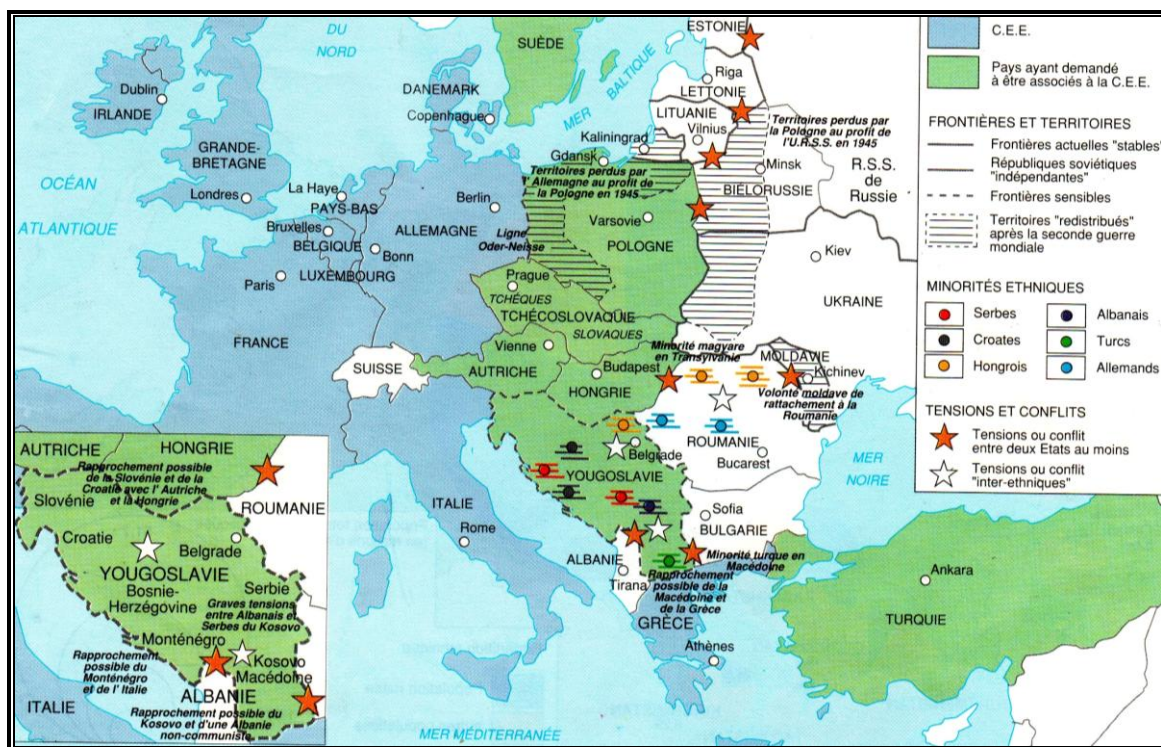 MER
DU
NORD
SUÈDE
ESTONIE
Riga
LETTONIE
MER
BALTIQUE
DANEMARK
Copenhague
Dublin
IRLANDE
GRANDE-
BRETAGNE
Londres
OCÉAN
ATLANTIQUE
LITUANIE
Vilnius
Kaliningrad
Gdansk
Territoires perdus par
la Pologne au profit de
l'U.R.S.S. en 1945
Minsk
BIÉLORUSSIE
R.S.S.
de
Russie
Territoires perdus par
l'Allemagne au profit de
la Pologne en 1945
La Haye
PAYS-BAS
Bruxelles
BELGIQUE
Bonn
LUXEMBOURG
Berlin
ALLEMAGNE
Ligne
Oder-Neisse
Varsovie
POLOGNE
Kiev
UKRAINE
Paris
FRANCE
Prague
TCHÈQUES
TCHÉCOSLOVAQUIE
SLOVAQUES
Vienne
AUTRICHE
SUISSE
Budapest
HONGRIE
Minorité magyare
en Transylvanie
MOLDAVIE
Kichinev
Volonté moldave de
rattachement à la
Roumanie
ROUMANIE
Bucarest
Belgrade
YOUGOSLAVIE
ITALIE
Rome
Sofia
BULGARIE
MER
NOIRE
ALBANIE
Tirana
Minorité turque en
Macédoine
Rapprochement
possible de la
Macédoine et
de la Grèce
GRÈCE
Athènes
Ankara
TURQUIE
MER MÉDITERRANÉE
AUTRICHE
HONGRIE
Rapprochement possible
de la Slovénie et de la
Croatie avec l'Autriche
et la Hongrie
Slovénie
ROUMANIE
Croatie
Belgrade
YOUGOSLAVIE
Bosnie-
Herzégovine
Serbie
Graves tensions
entre Albanais et
Serbes du Kosovo
Monténégro
Rapprochement
possible du
Monténégro
et de l'Italie
Kosovo
Macédoine
ALBANIE
ITALIE
Rapprochement possible du
Kosovo et d'une Albanie
non-communiste
C.E.E.
Pays ayant demandé
à être associés à la C.E.E.
FRONTIÈRES ET TERRITOIRES
Frontières actuelles "stables"
Républiques soviétiques
"indépendantes"
Frontières sensibles
Territoires "redistribués"
après la seconde guerre
mondiale
MINORITÉS ETHNIQUES
Serbes
Albanais
Croates
Turcs
Hongrois
Allemands
TENSIONS ET CONFLITS
Tensions ou conflit
entre deux Etats au moins
Tensions ou conflit
"inter-ethniques"